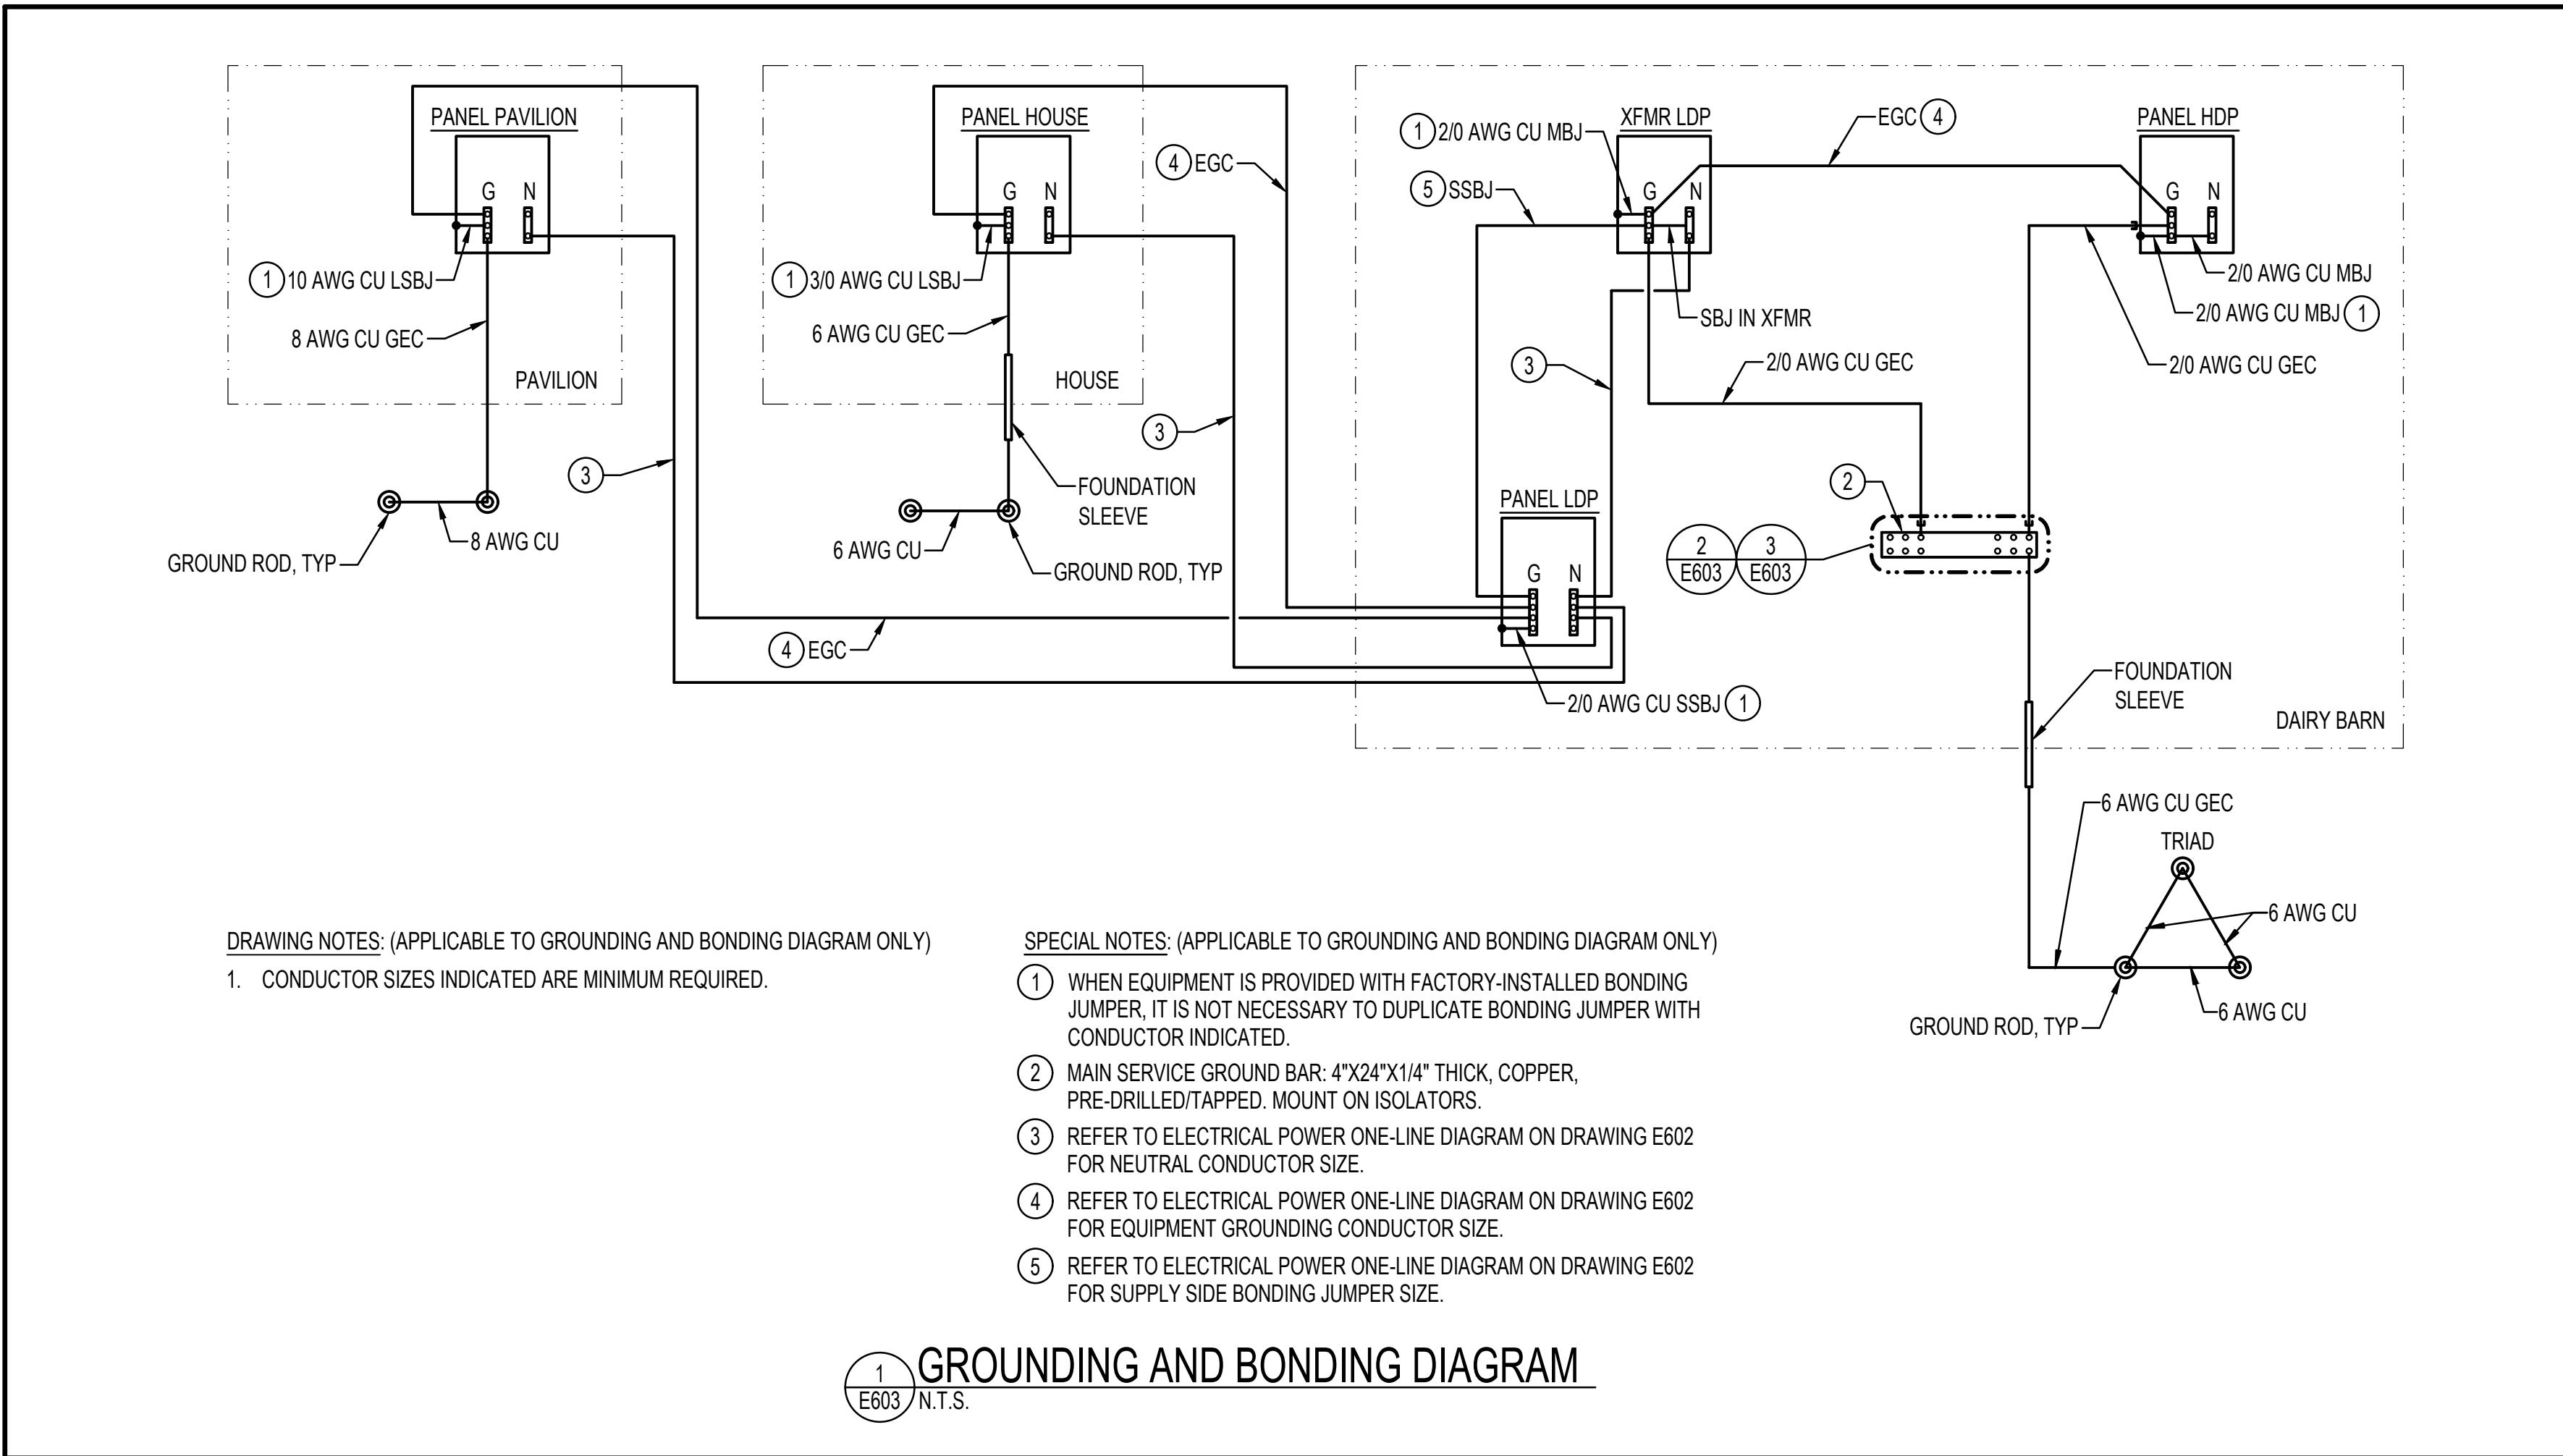 PANEL PAVILION
G N
1 10 AWG CU LSBJ
8 AWG CU GEC
PAVILION
3
8 AWG CU
GROUND ROD, TYP
PANEL HOUSE
G N
4 EGC
1 3/0 AWG CU LSBJ
6 AWG CU GEC
HOUSE
3
FOUNDATION
SLEEVE
6 AWG CU
GROUND ROD, TYP
4 EGC
XFMR LDP
1 2/0 AWG CU MBJ
5 SSBJ
G N
EGC 4
PANEL HDP
G N
2/0 AWG CU MBJ
2/0 AWG CU MBJ 1
2/0 AWG CU GEC
SBJ IN XFMR
2/0 AWG CU GEC
3
2
PANEL LDP
G N
2
E603
3
E603
2/0 AWG CU SSBJ 1
FOUNDATION
SLEEVE
DAIRY BARN
6 AWG CU GEC
TRIAD
6 AWG CU
6 AWG CU
GROUND ROD, TYP
DRAWING NOTES: (APPLICABLE TO GROUNDING AND BONDING DIAGRAM ONLY)
1. CONDUCTOR SIZES INDICATED ARE MINIMUM REQUIRED.
SPECIAL NOTES: (APPLICABLE TO GROUNDING AND BONDING DIAGRAM ONLY)
1 WHEN EQUIPMENT IS PROVIDED WITH FACTORY-INSTALLED BONDING
JUMPER, IT IS NOT NECESSARY TO DUPLICATE BONDING JUMPER WITH
CONDUCTOR INDICATED.
2 MAIN SERVICE GROUND BAR: 4"X24"X1/4" THICK, COPPER,
PRE-DRILLED/TAPPED. MOUNT ON ISOLATORS.
3 REFER TO ELECTRICAL POWER ONE-LINE DIAGRAM ON DRAWING E602
FOR NEUTRAL CONDUCTOR SIZE.
4 REFER TO ELECTRICAL POWER ONE-LINE DIAGRAM ON DRAWING E602
FOR EQUIPMENT GROUNDING CONDUCTOR SIZE.
5 REFER TO ELECTRICAL POWER ONE-LINE DIAGRAM ON DRAWING E602
FOR SUPPLY SIDE BONDING JUMPER SIZE.
1
E603
GROUNDING AND BONDING DIAGRAM
N.T.S.